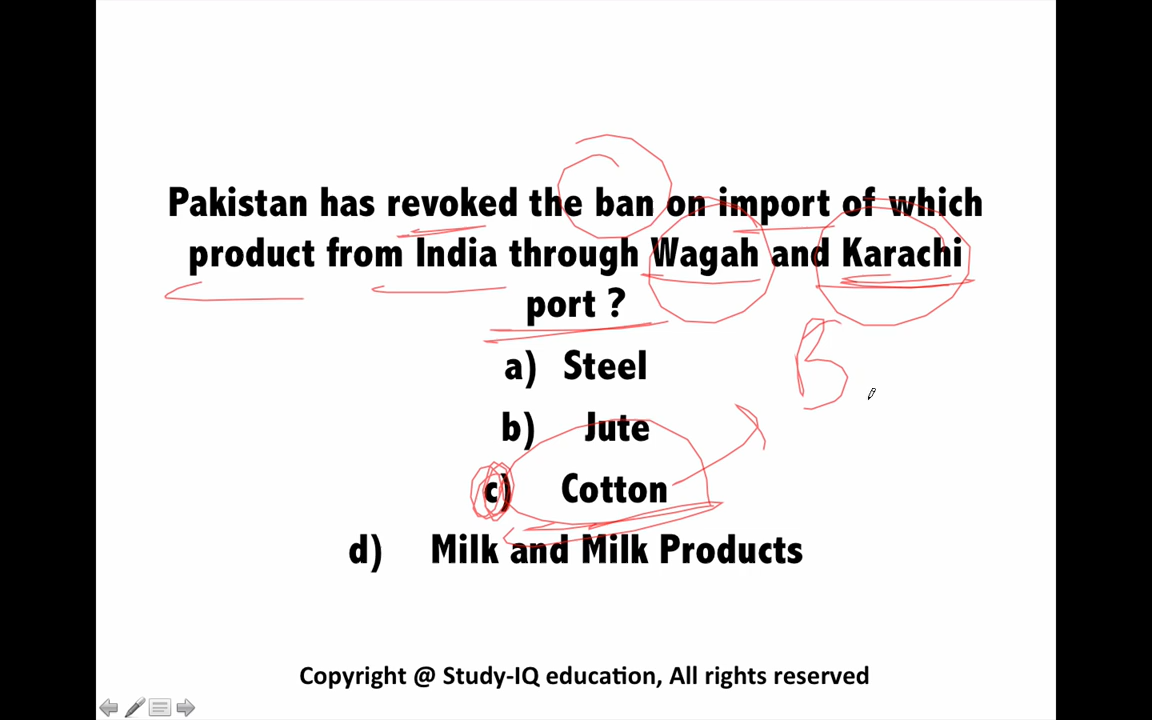 Pakistan has revoked the ban on import of which
product from India through Wagah and Karachi
port ?
a) Steel
B
b) Jute
c) Cotton
d) Milk and Milk Products
Copyright @ Study-IQ education, All rights reserved